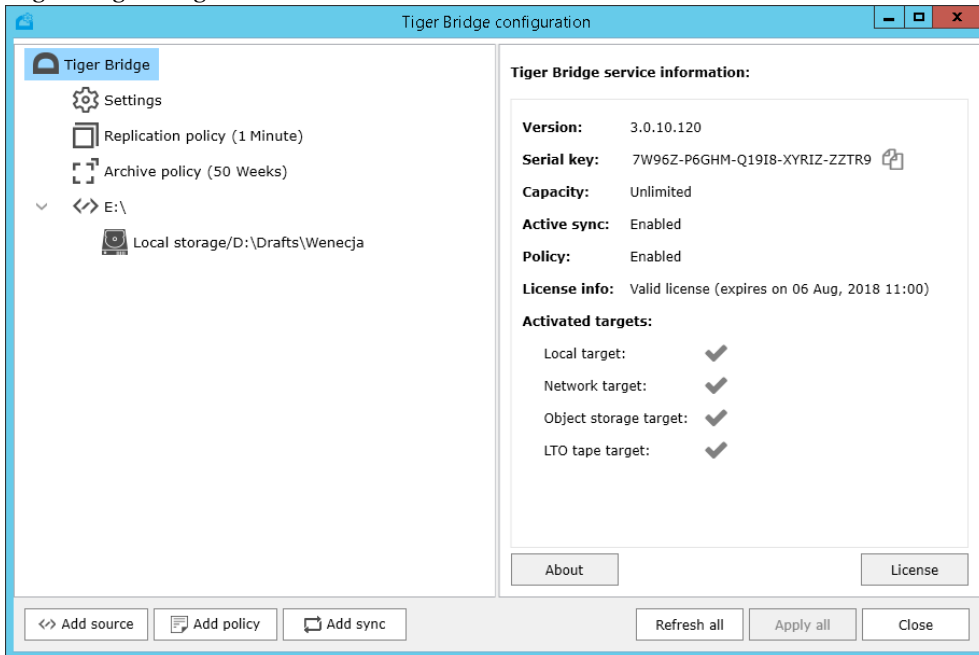 Tiger Bridge configuration
Tiger Bridge
Settings
Replication policy (1 Minute)
Archive policy (50 Weeks)
E:\
Local storage/D:\Drafts\Wenecja
Tiger Bridge service information:
Version: 3.0.10.120
Serial key: 7W96Z-P6GHM-Q19I8-XYRIZ-ZZTR9
Capacity: Unlimited
Active sync: Enabled
Policy: Enabled
License info: Valid license (expires on 06 Aug, 2018 11:00)
Activated targets:
Local target:
Network target:
Object storage target:
LTO tape target:
About License
Add source Add policy Add sync Refresh all Apply all Close